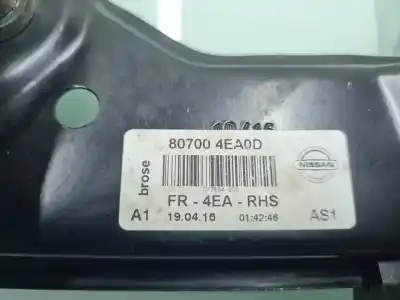 80700 4EA0D
brose
NISSAN
FR - 4EA - RHS
A1 19.04.16 01:42:46 AS1